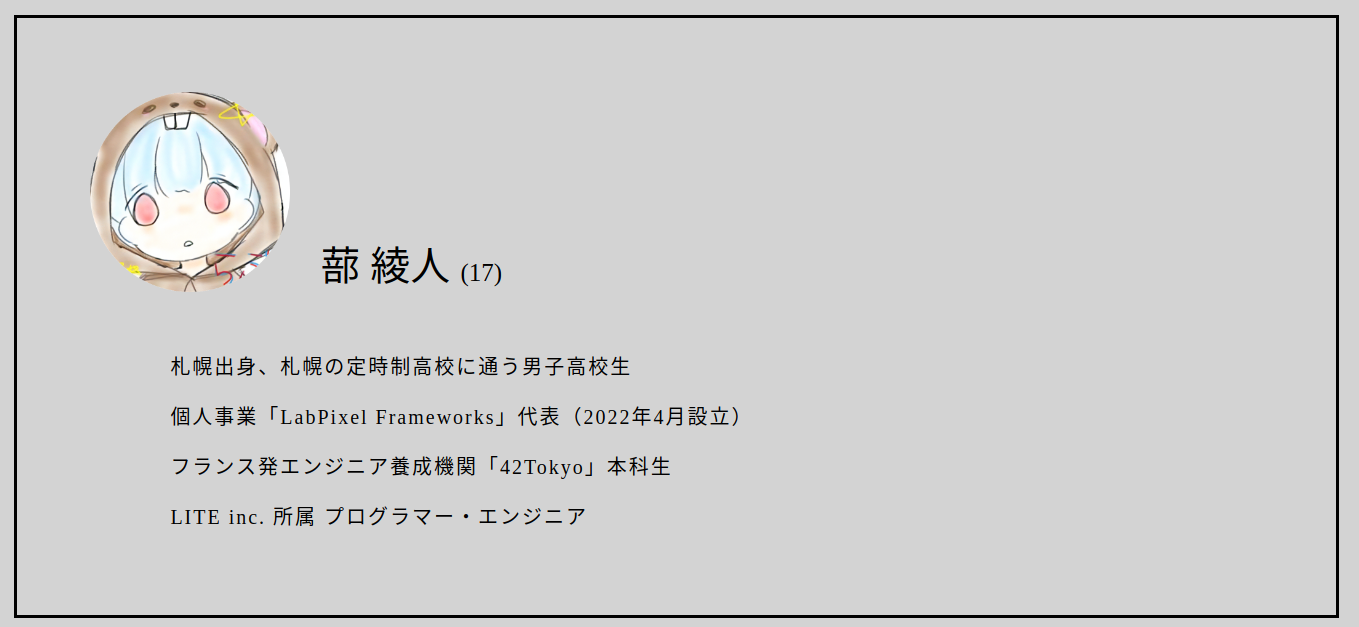 蔀 綾人 (17)
札幌出身、札幌の定時制高校に通う男子高校生
個人事業「LabPixel Frameworks」代表（2022年4月設立）
フランス発エンジニア養成機関「42Tokyo」本科生
LITE inc. 所属 プログラマー・エンジニア